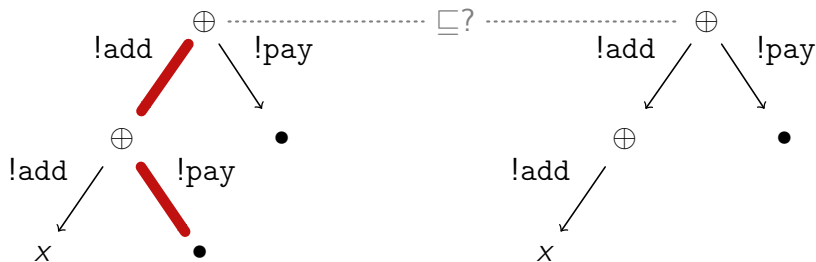 ⊕ ⊑? ⊕
!add !pay !add !pay
⊕ • ⊕ •
!add !pay !add
x • x